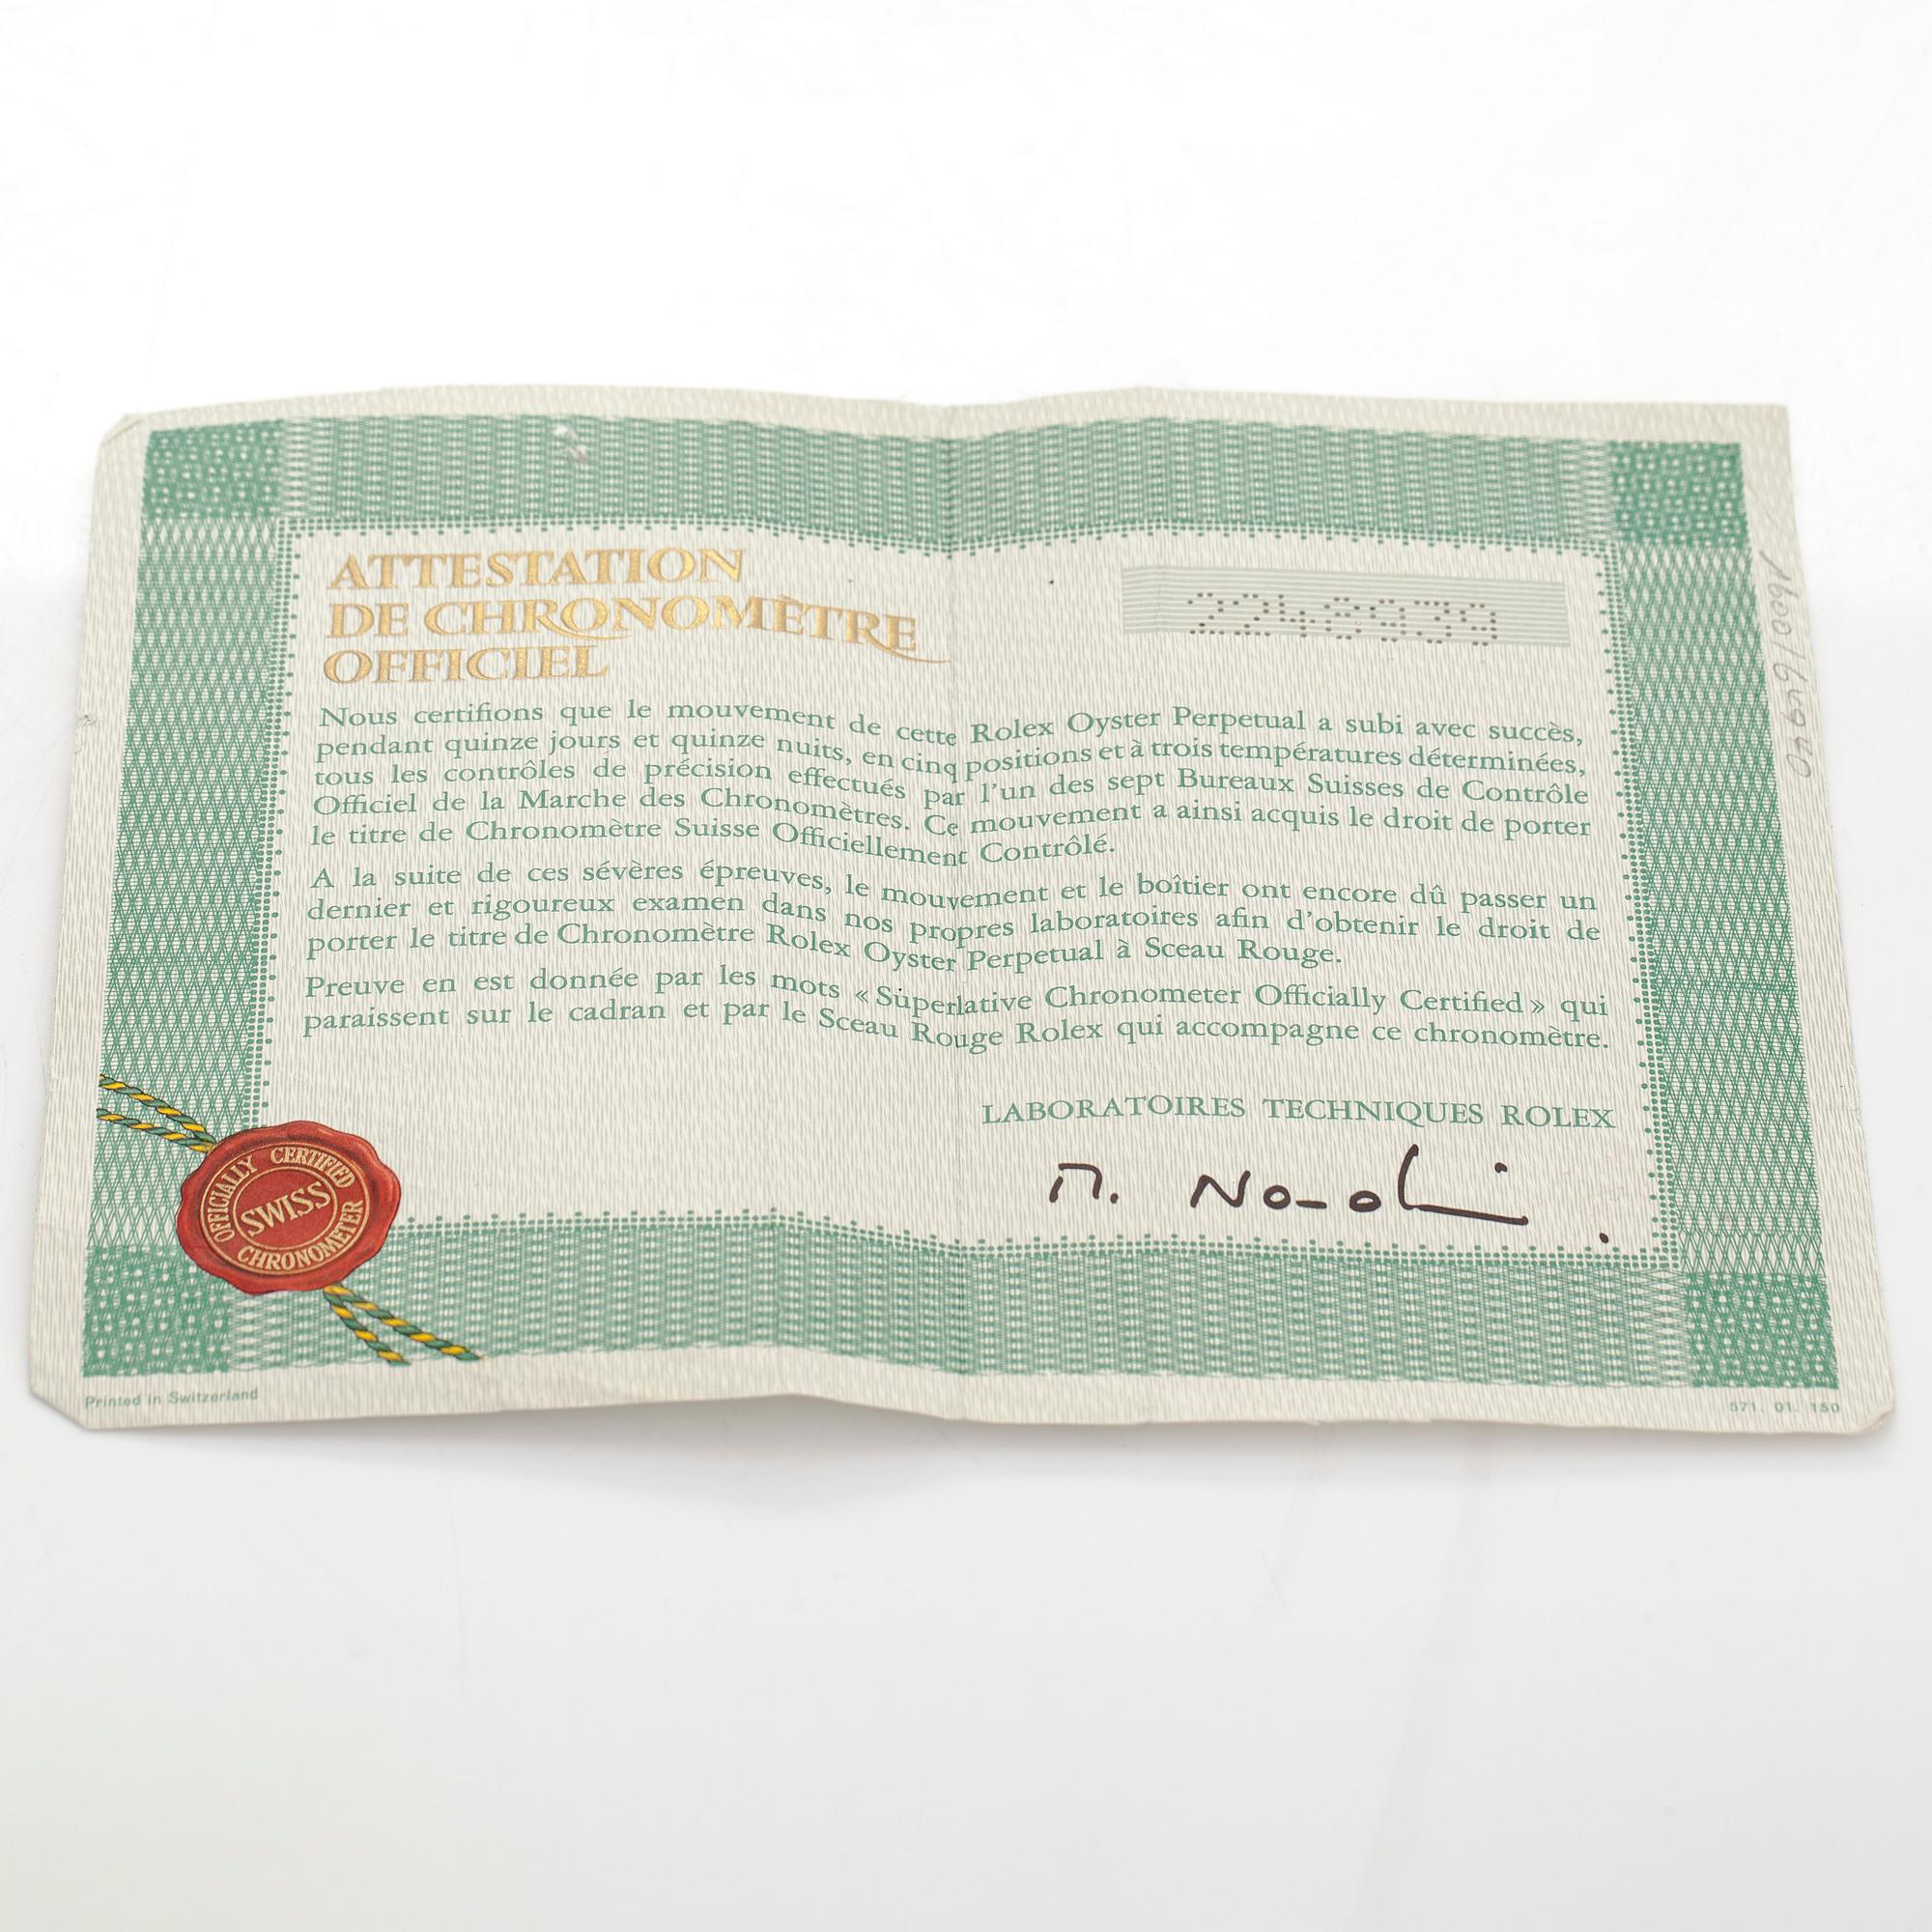 ATTESTATION
DE CHRONOMÈTRE
OFFICIEL
2248939
Nous certifions que le mouvement de cette Rolex Oyster Perpetual a subi avec succès,
pendant quinze jours et quinze nuits, en cinq positions et à trois températures déterminées,
tous les contrôles de précision effectués par l'un des sept Bureaux Suisses de Contrôle
Officiel de la Marche des Chronomètres. Ce mouvement a ainsi acquis le droit de porter
le titre de Chronomètre Suisse Officiellement Contrôlé.
A la suite de ces sévères épreuves, le mouvement et le boîtier ont encore dû passer un
dernier et rigoureux examen dans nos propres laboratoires afin d'obtenir le droit de
porter le titre de Chronomètre Rolex Oyster Perpetual à Sceau Rouge.
Preuve en est donnée par les mots « Superlative Chronometer Officially Certified » qui
paraissent sur le cadran et par le Sceau Rouge Rolex qui accompagne ce chronomètre.
LABORATOIRES TECHNIQUES ROLEX
OFFICIALLY CERTIFIED
SWISS
CHRONOMETER
Printed in Switzerland
571. 01. 150